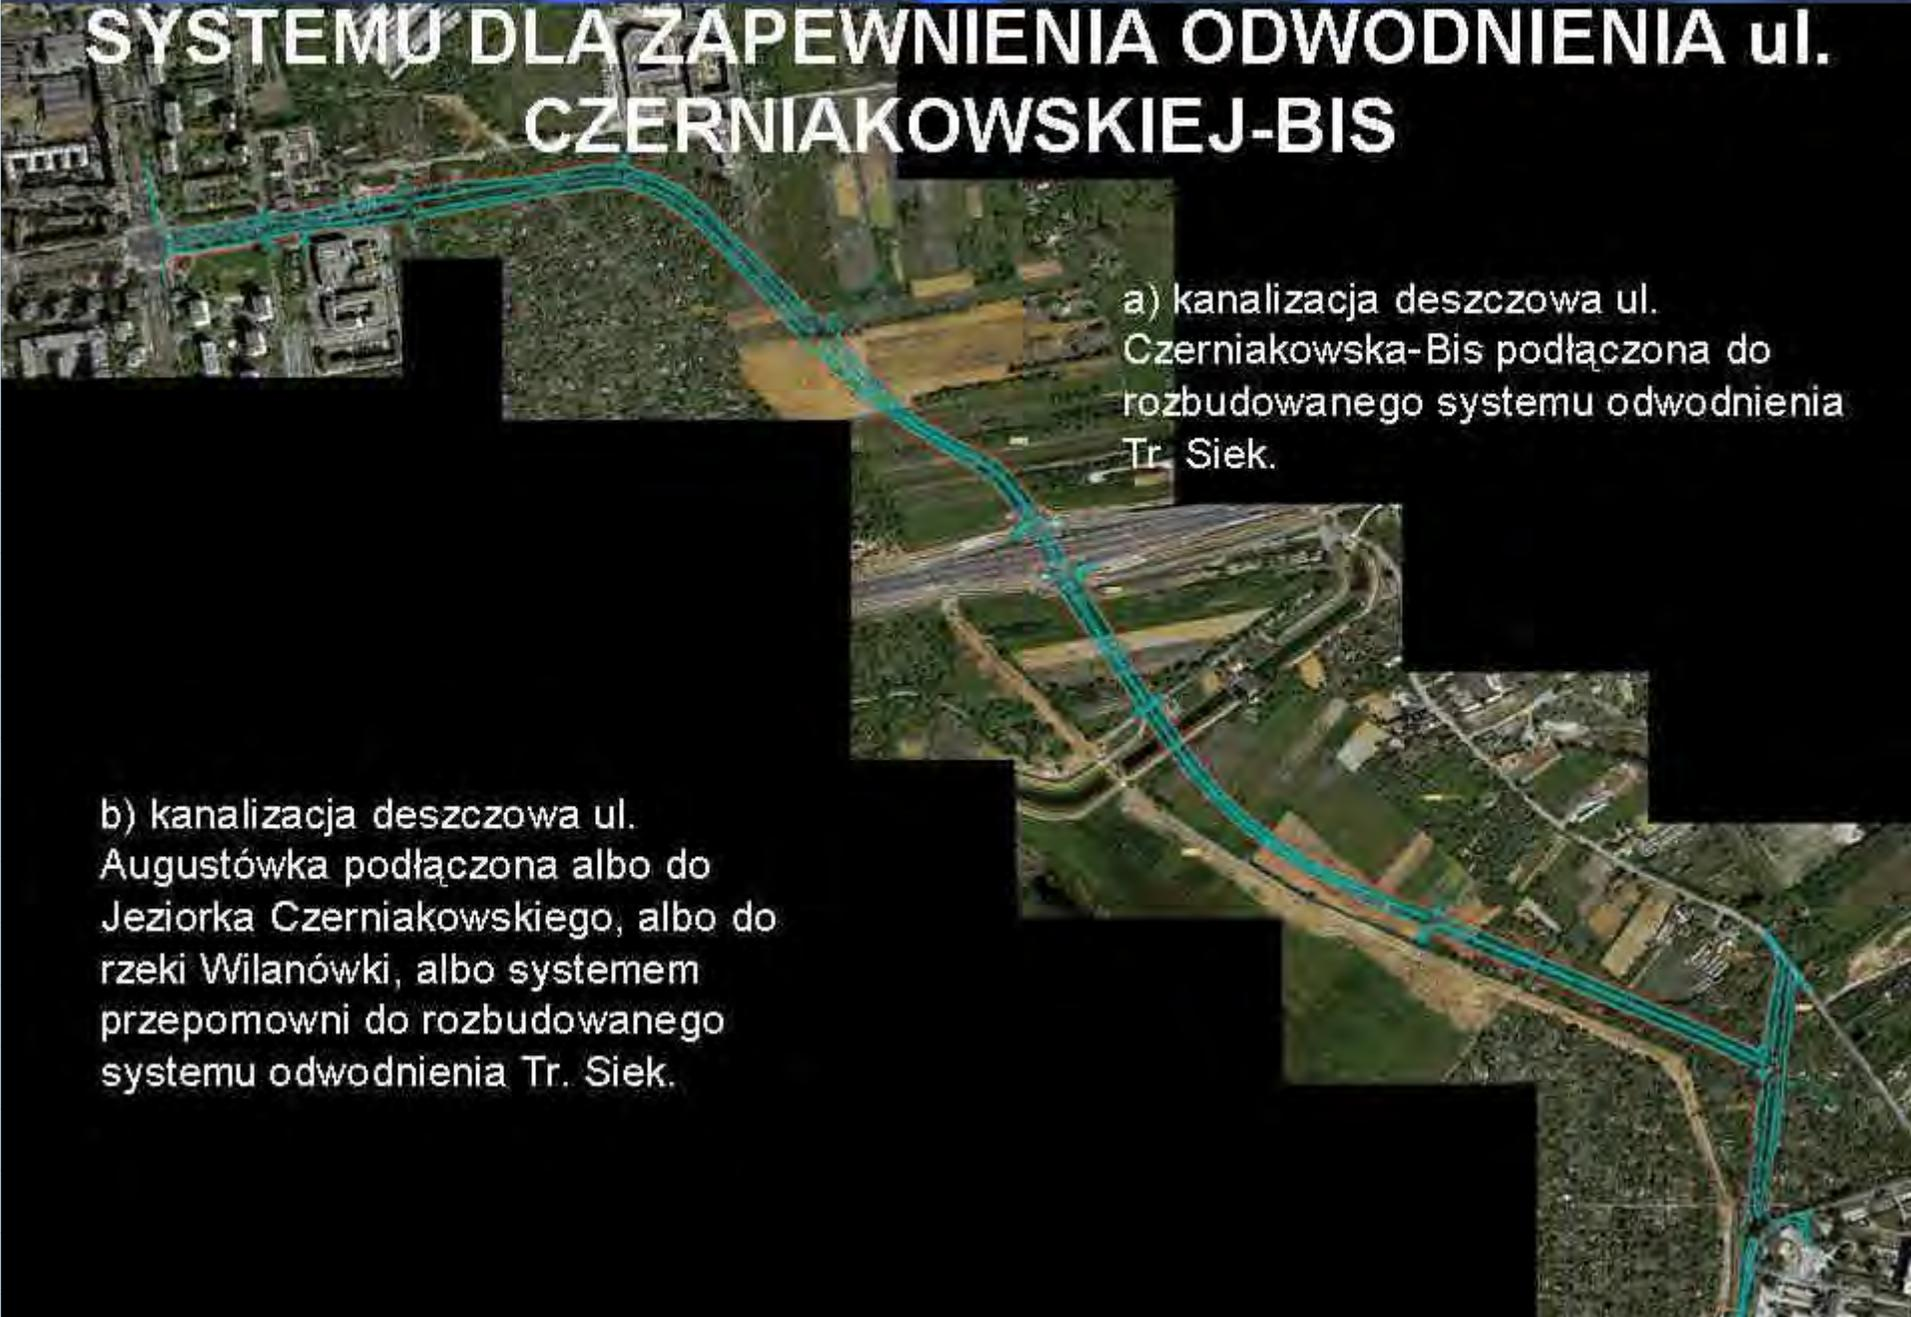 SYSTEMU DLA ZAPEWNIENIA ODWODNIENIA ul.
CZERNIAKOWSKIEJ-BIS
a) kanalizacja deszczowa ul.
Czerniakowska-Bis podłączona do
rozbudowanego systemu odwodnienia
Tr. Siek.
b) kanalizacja deszczowa ul.
Augustówka podłączona albo do
Jeziorka Czerniakowskiego, albo do
rzeki Wilanówki, albo systemem
przepomowni do rozbudowanego
systemu odwodnienia Tr. Siek.